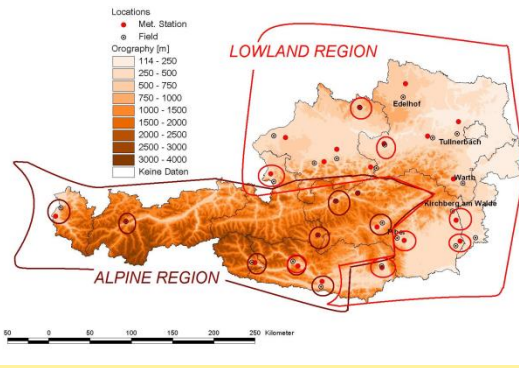 Locations
Met. Station
Field
Orography [m]
114 - 250
250 - 500
500 - 750
750 - 1000
1000 - 1500
1500 - 2000
2000 - 2500
2500 - 3000
3000 - 4000
Keine Daten
LOWLAND REGION
Edelhof
Tullnerbach
Warth
Kirchberg am Walde
ALPINE REGION
50 0 50 100 150 200 250 Kilometer